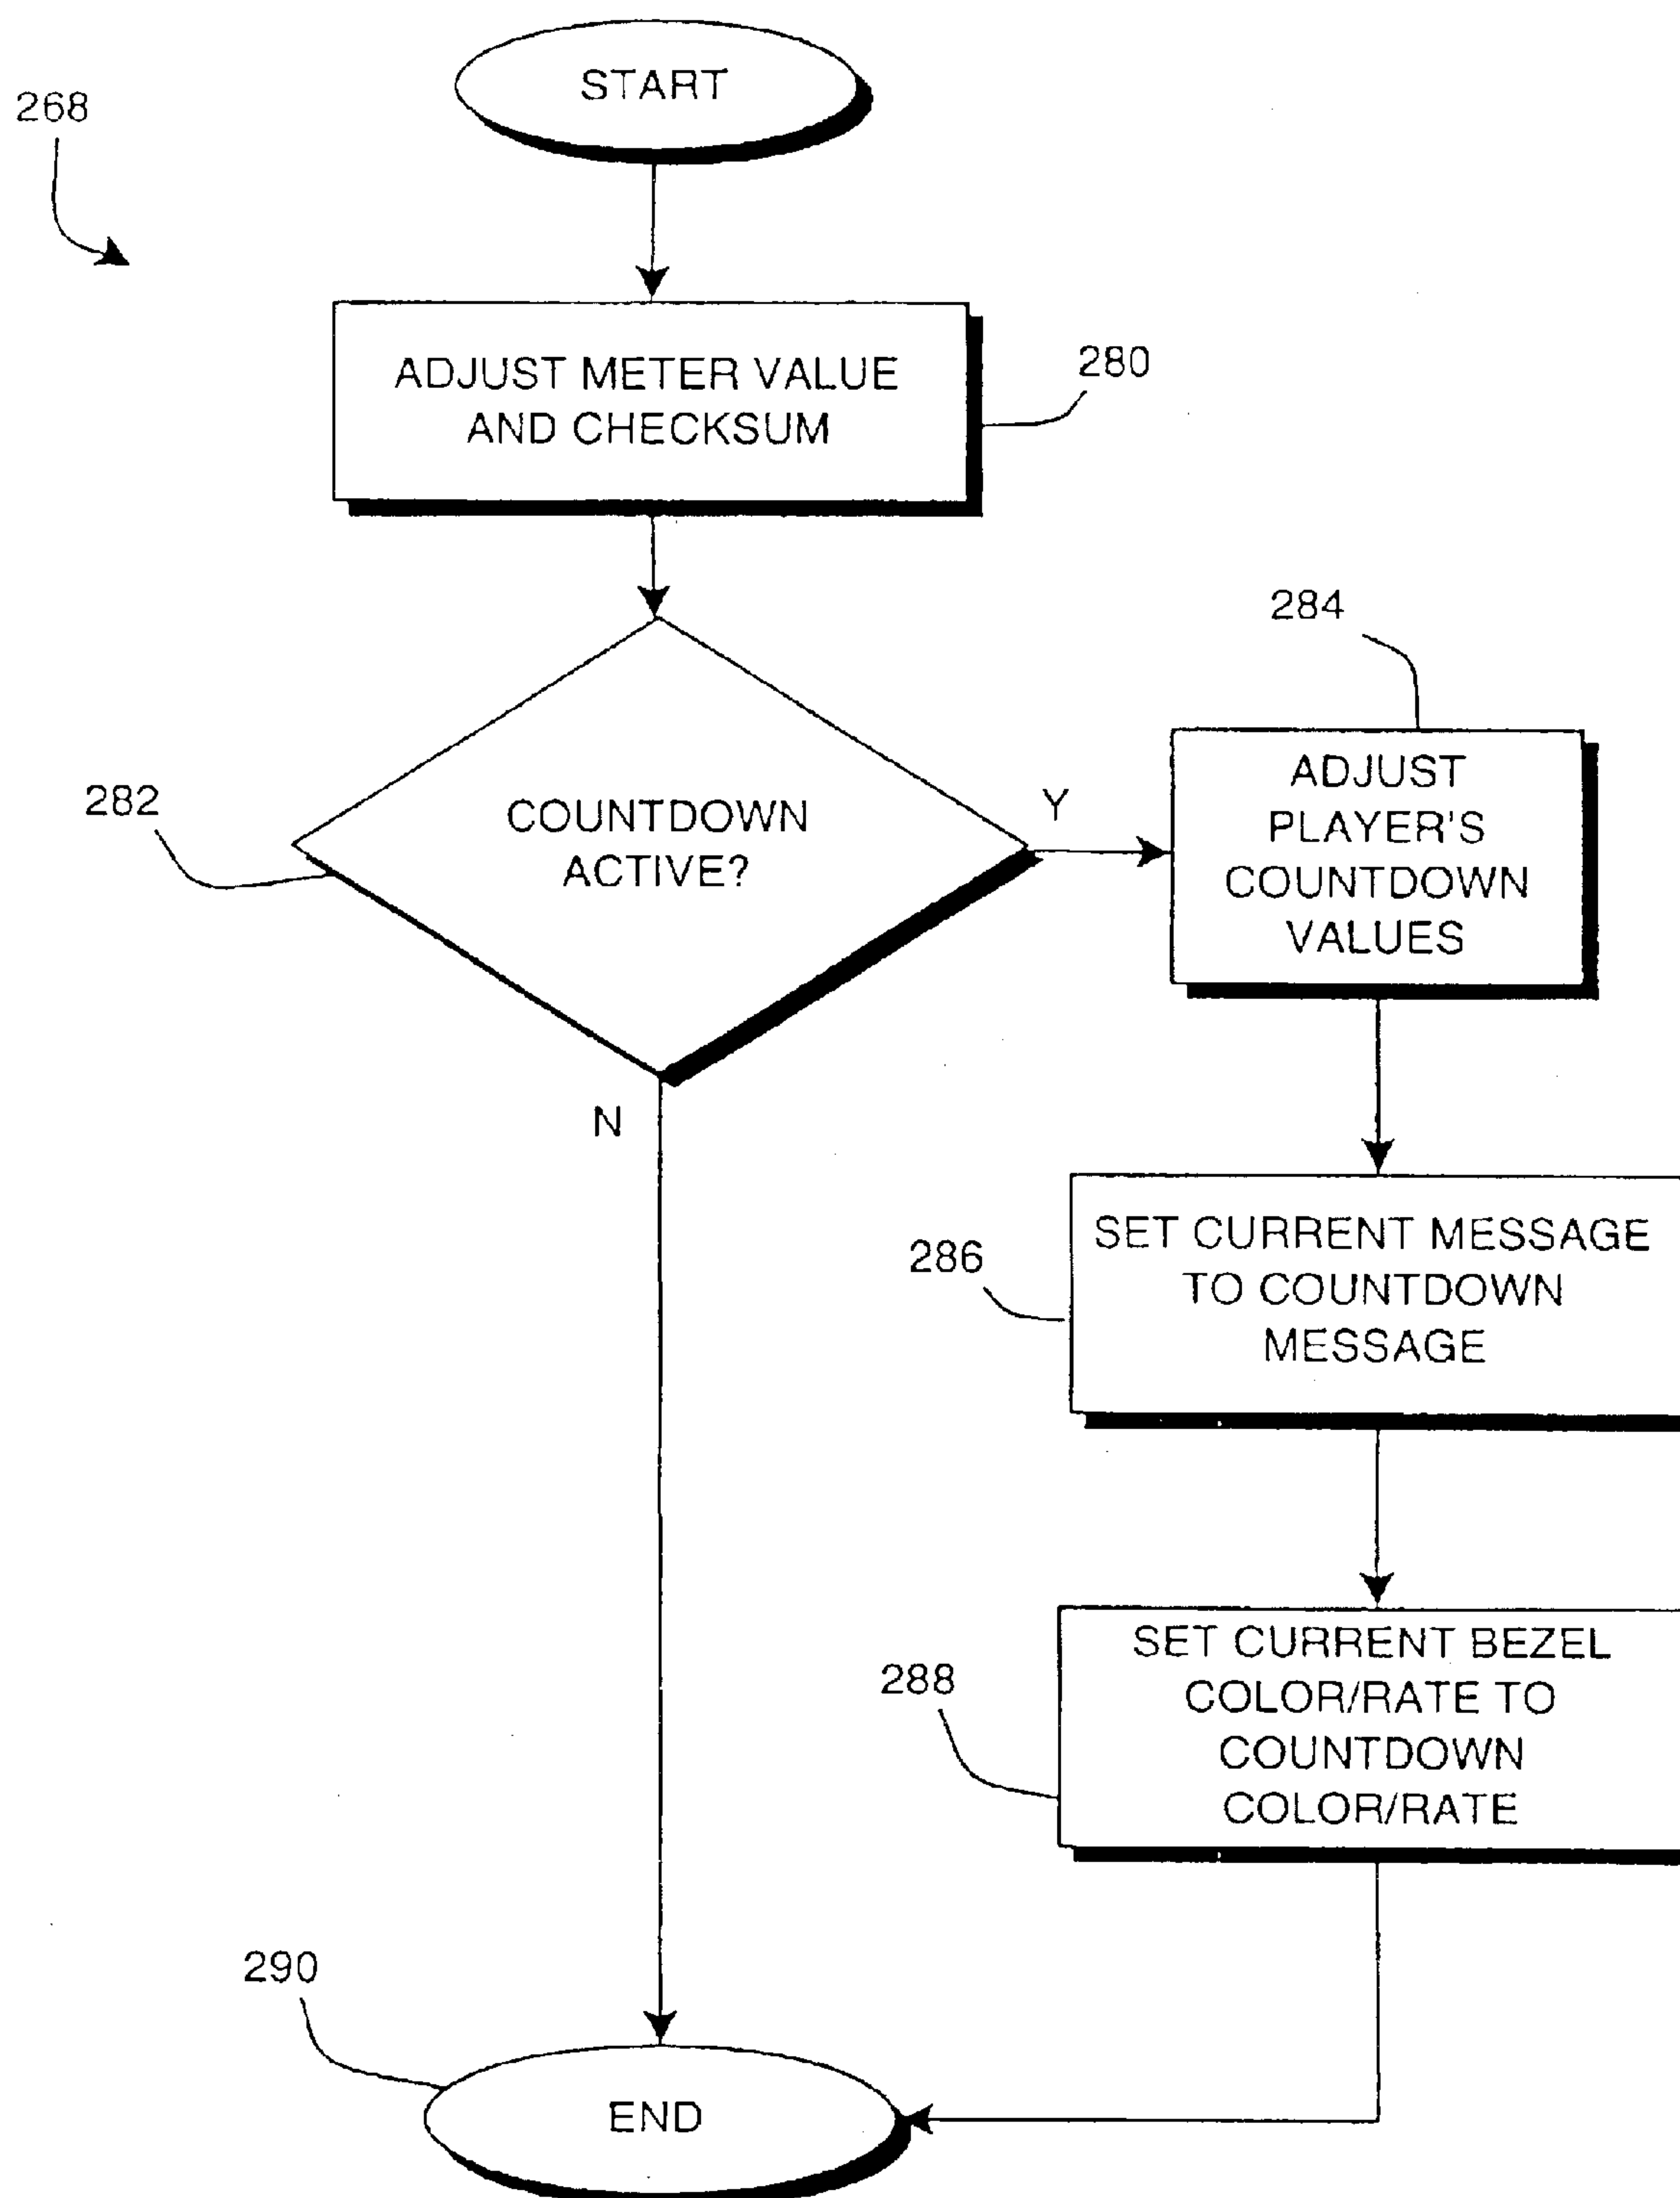 START
268
ADJUST METER VALUE
AND CHECKSUM
280
COUNTDOWN
ACTIVE?
282
Y
N
284
ADJUST
PLAYER'S
COUNTDOWN
VALUES
SET CURRENT MESSAGE
TO COUNTDOWN
MESSAGE
286
SET CURRENT BEZEL
COLOR/RATE TO
COUNTDOWN
COLOR/RATE
288
290
END